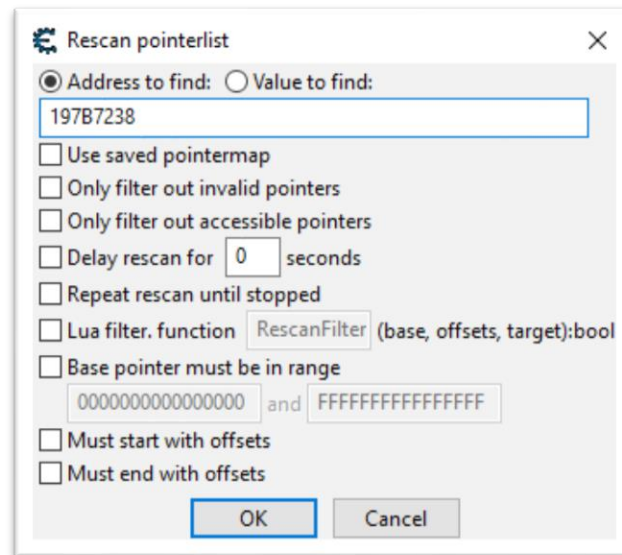 Rescan pointerlist
Address to find: Value to find:
197B7238
Use saved pointermap
Only filter out invalid pointers
Only filter out accessible pointers
Delay rescan for 0 seconds
Repeat rescan until stopped
Lua filter. function RescanFilter (base, offsets, target):bool
Base pointer must be in range
0000000000000000 and FFFFFFFFFFFFFFFF
Must start with offsets
Must end with offsets
OK Cancel